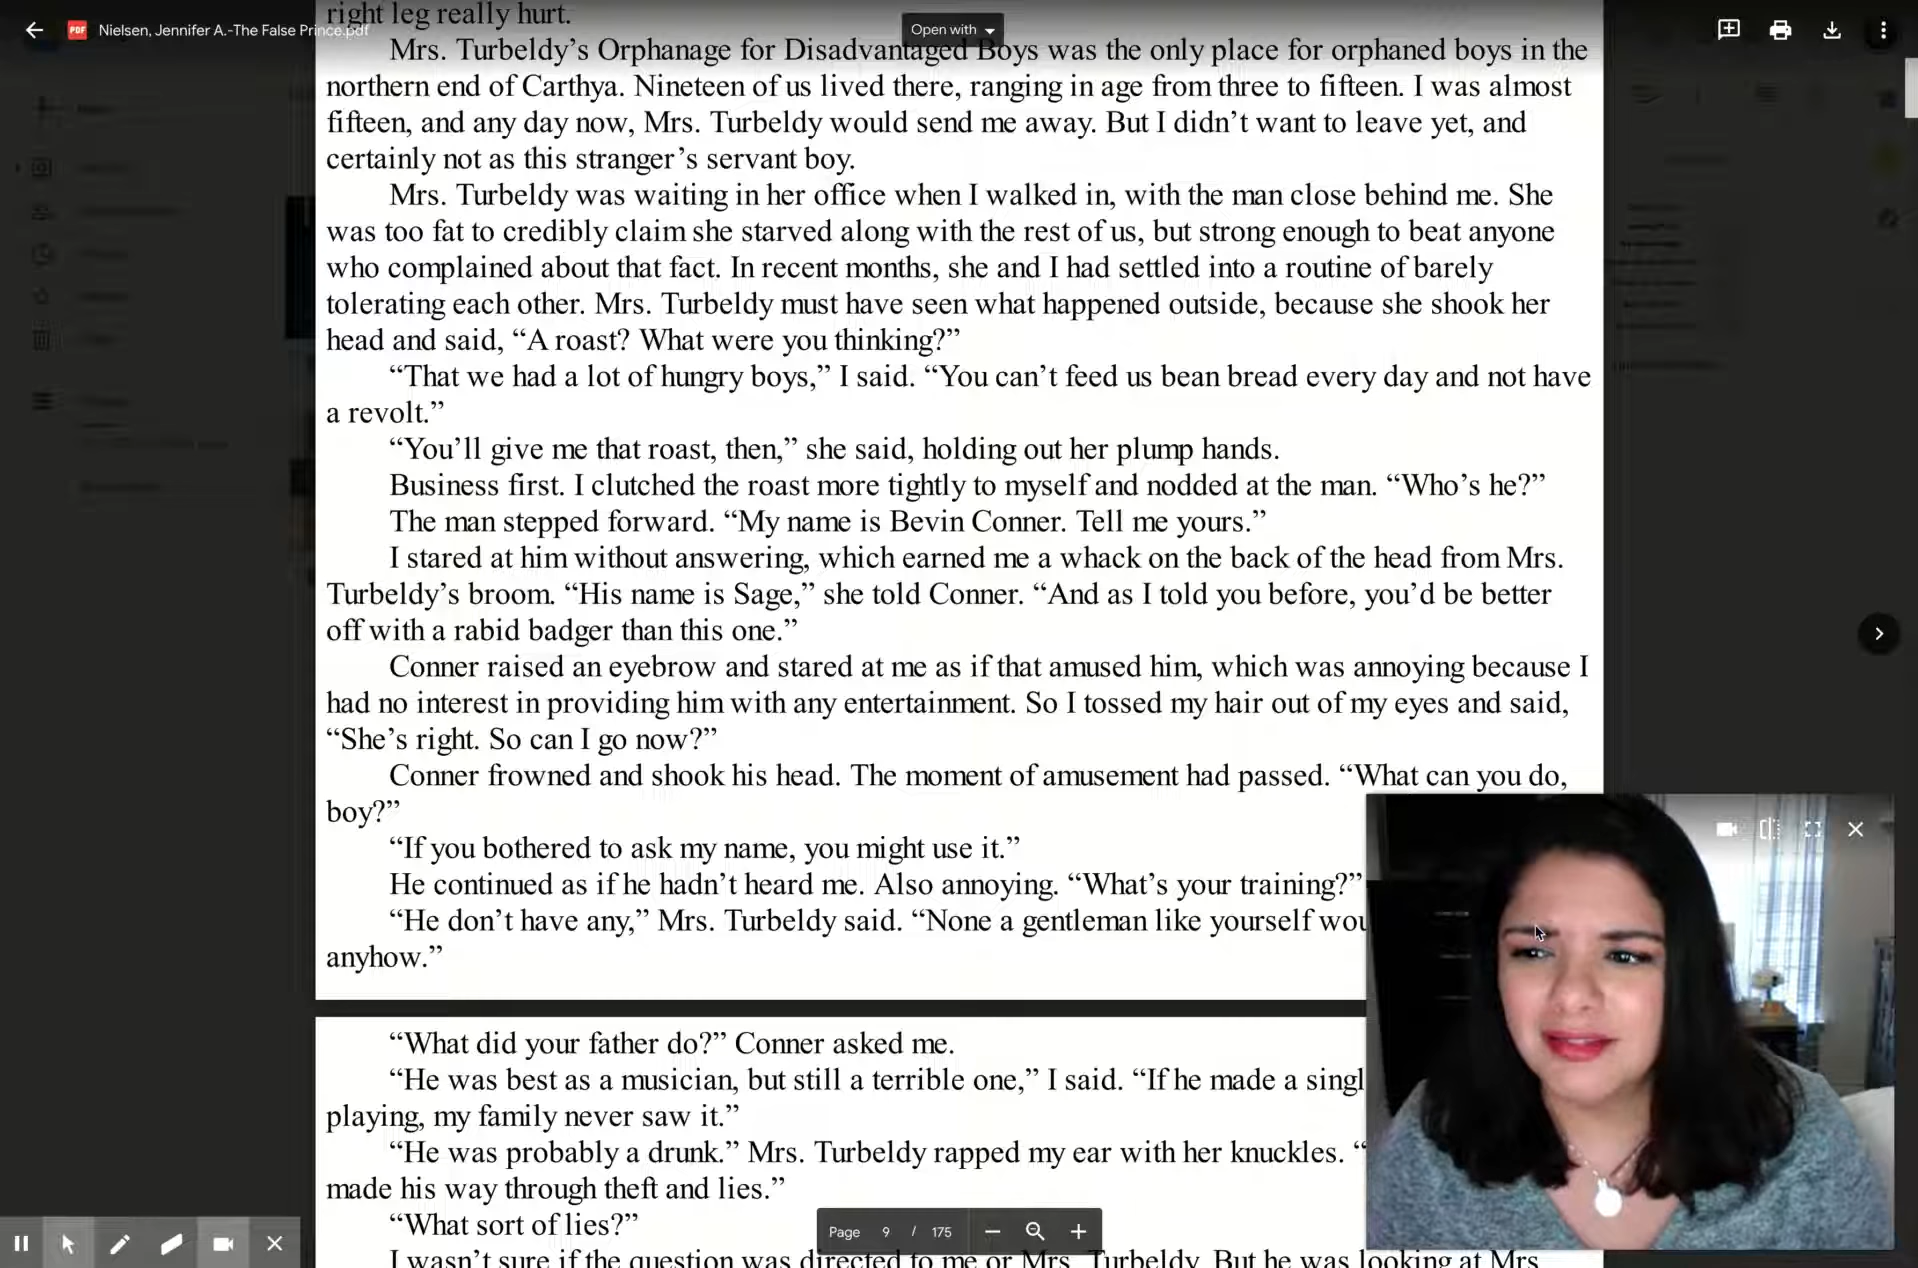 right leg really hurt.
Nielsen, Jennifer A.-The False Prince.pdf
Open with
Mrs. Turbeldy’s Orphanage for Disadvantaged Boys was the only place for orphaned boys in the
northern end of Carthya. Nineteen of us lived there, ranging in age from three to fifteen. I was almost
fifteen, and any day now, Mrs. Turbeldy would send me away. But I didn’t want to leave yet, and
certainly not as this stranger’s servant boy.
Mrs. Turbeldy was waiting in her office when I walked in, with the man close behind me. She
was too fat to credibly claim she starved along with the rest of us, but strong enough to beat anyone
who complained about that fact. In recent months, she and I had settled into a routine of barely
tolerating each other. Mrs. Turbeldy must have seen what happened outside, because she shook her
head and said, “A roast? What were you thinking?”
“That we had a lot of hungry boys,” I said. “You can’t feed us bean bread every day and not have
a revolt.”
“You’ll give me that roast, then,” she said, holding out her plump hands.
Business first. I clutched the roast more tightly to myself and nodded at the man. “Who’s he?”
The man stepped forward. “My name is Bevin Conner. Tell me yours.”
I stared at him without answering, which earned me a whack on the back of the head from Mrs.
Turbeldy’s broom. “His name is Sage,” she told Conner. “And as I told you before, you’d be better
off with a rabid badger than this one.”
Conner raised an eyebrow and stared at me as if that amused him, which was annoying because I
had no interest in providing him with any entertainment. So I tossed my hair out of my eyes and said,
“She’s right. So can I go now?”
Conner frowned and shook his head. The moment of amusement had passed. “What can you do,
boy?”
“If you bothered to ask my name, you might use it.”
He continued as if he hadn’t heard me. Also annoying. “What’s your training?”
“He don’t have any,” Mrs. Turbeldy said. “None a gentleman like yourself wou
anyhow.”
“What did your father do?” Conner asked me.
“He was best as a musician, but still a terrible one,” I said. “If he made a singl
playing, my family never saw it.”
“He was probably a drunk.” Mrs. Turbeldy rapped my ear with her knuckles. “
made his way through theft and lies.”
“What sort of lies?”
Page 9 / 175
I wasn’t sure if the question was directed to me or Mrs. Turbeldy. But he was looking at Mrs.